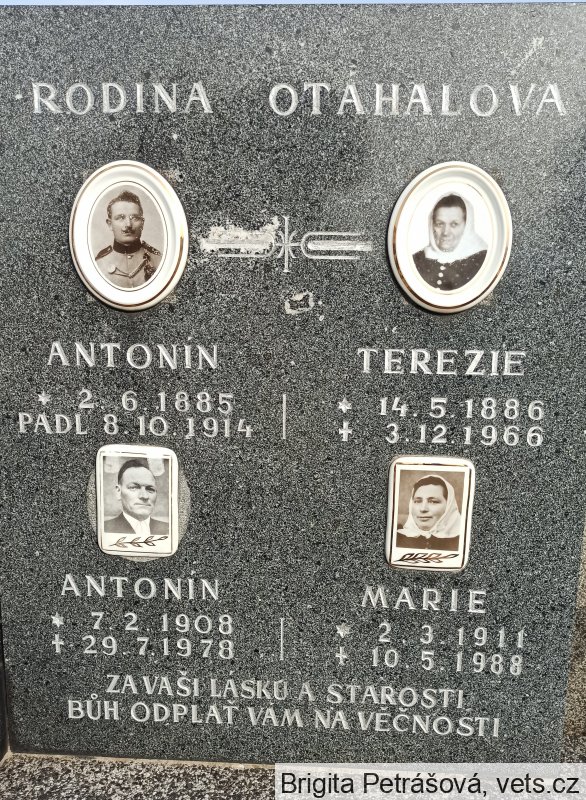 RODINA OTÁHALOVA
ANTONÍN
* 2. 6. 1885
PADL 8. 10. 1914
TEREZIE
* 14. 5. 1886
† 3. 12. 1966
ANTONÍN
* 7. 2. 1908
† 29. 7. 1978
MARIE
* 2. 3. 1911
† 10. 5. 1988
ZA VAŠI LÁSKU A STAROSTI
BŮH ODPLAŤ VÁM NA VĚČNOSTI.
Brigita Petrášová, vets.cz